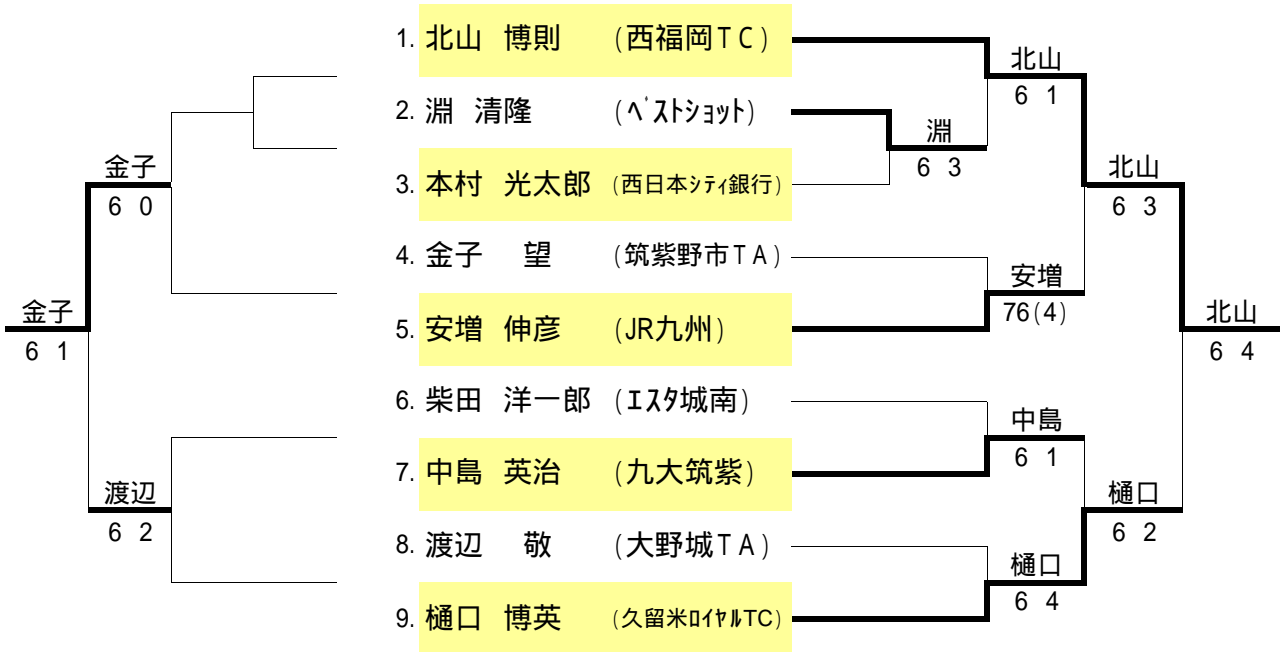 1. 北山 博則 (西福岡TC)
2. 淵 清隆 (ﾍﾞｽﾄｼｮｯﾄ)
3. 本村 光太郎 (西日本ｼﾃｨ銀行)
4. 金子 望 (筑紫野市TA)
5. 安増 伸彦 (JR九州)
6. 柴田 洋一郎 (ｴｽﾀ城南)
7. 中島 英治 (九大筑紫)
8. 渡辺 敬 (大野城TA)
9. 樋口 博英 (久留米ﾛｲﾔﾙTC)
金子
6 0
金子
6 1
渡辺
6 2
淵
6 3
北山
6 1
安増
76(4)
中島
6 1
樋口
6 4
北山
6 3
樋口
6 2
北山
6 4